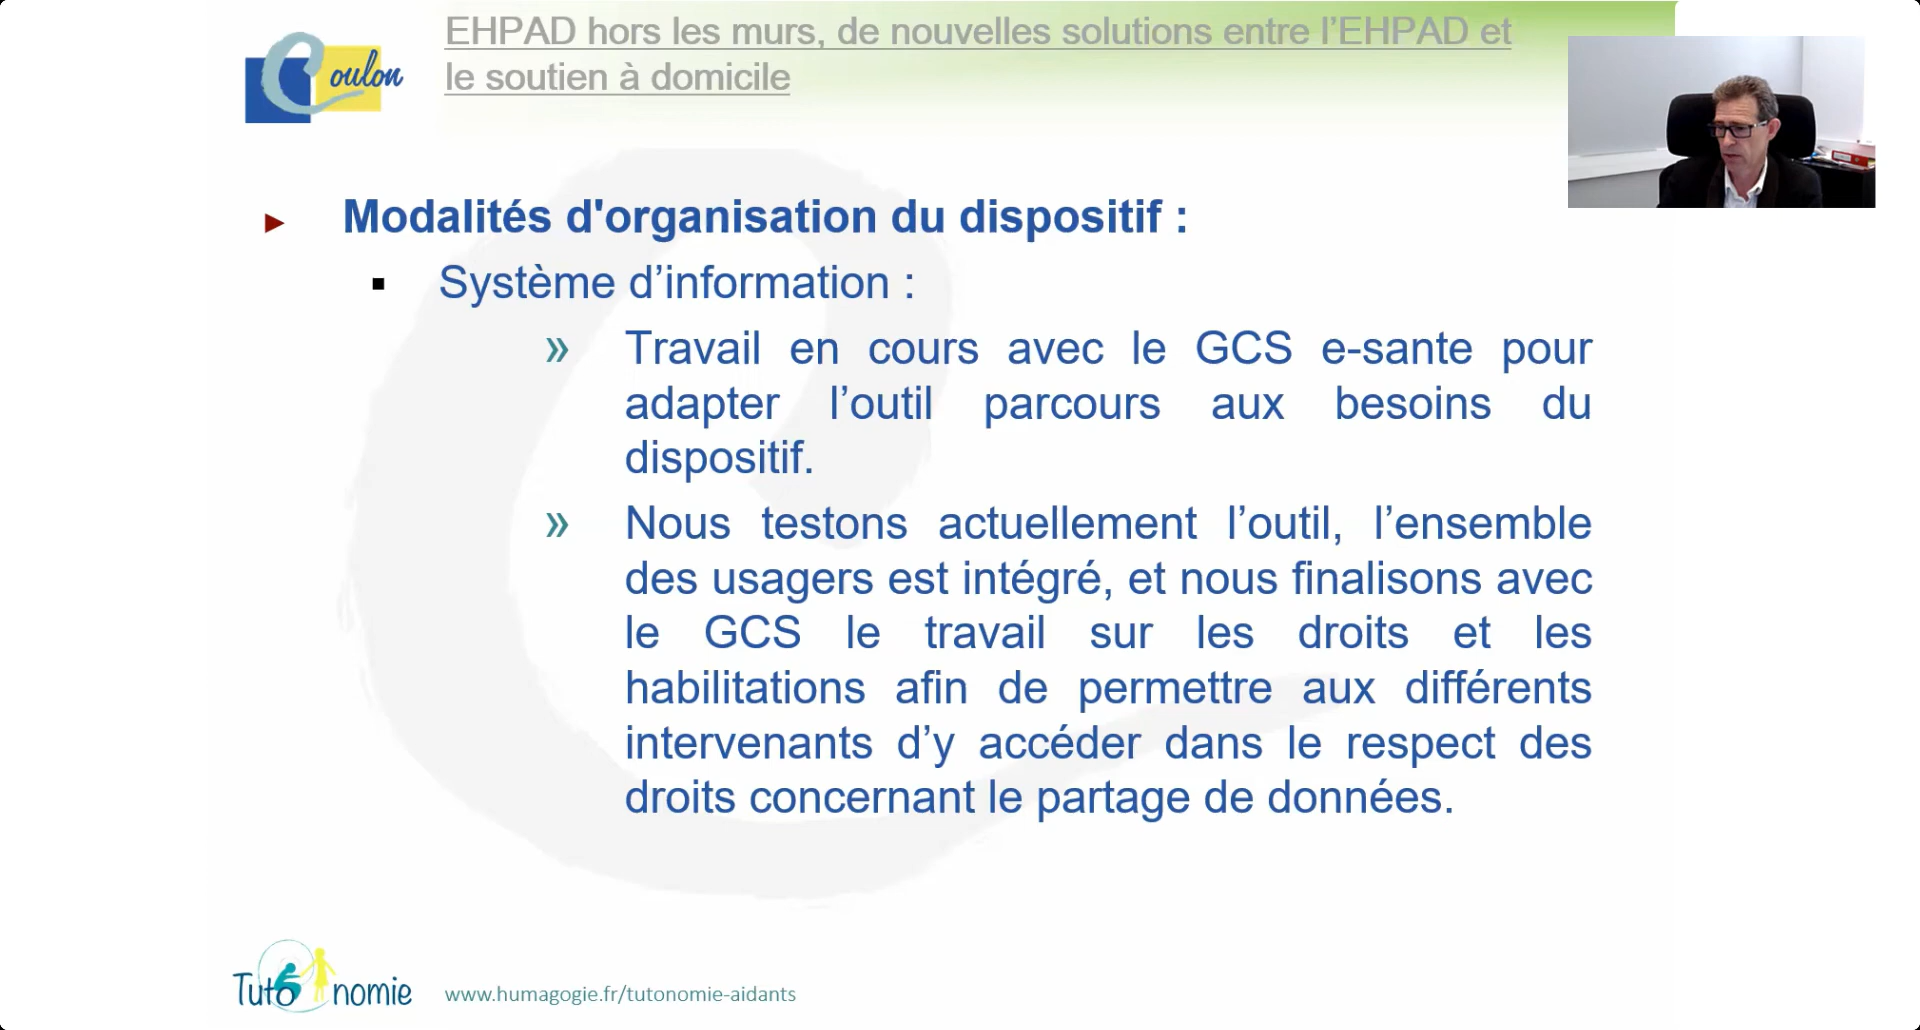 EHPAD hors les murs, de nouvelles solutions entre l’EHPAD et
le soutien à domicile
Coulon
Modalités d'organisation du dispositif :
Système d’information :
Travail en cours avec le GCS e-sante pour
adapter l’outil parcours aux besoins du
dispositif.
Nous testons actuellement l’outil, l’ensemble
des usagers est intégré, et nous finalisons avec
le GCS le travail sur les droits et les
habilitations afin de permettre aux différents
intervenants d’y accéder dans le respect des
droits concernant le partage de données.
Tutonomie
www.humagogie.fr/tutonomie-aidants